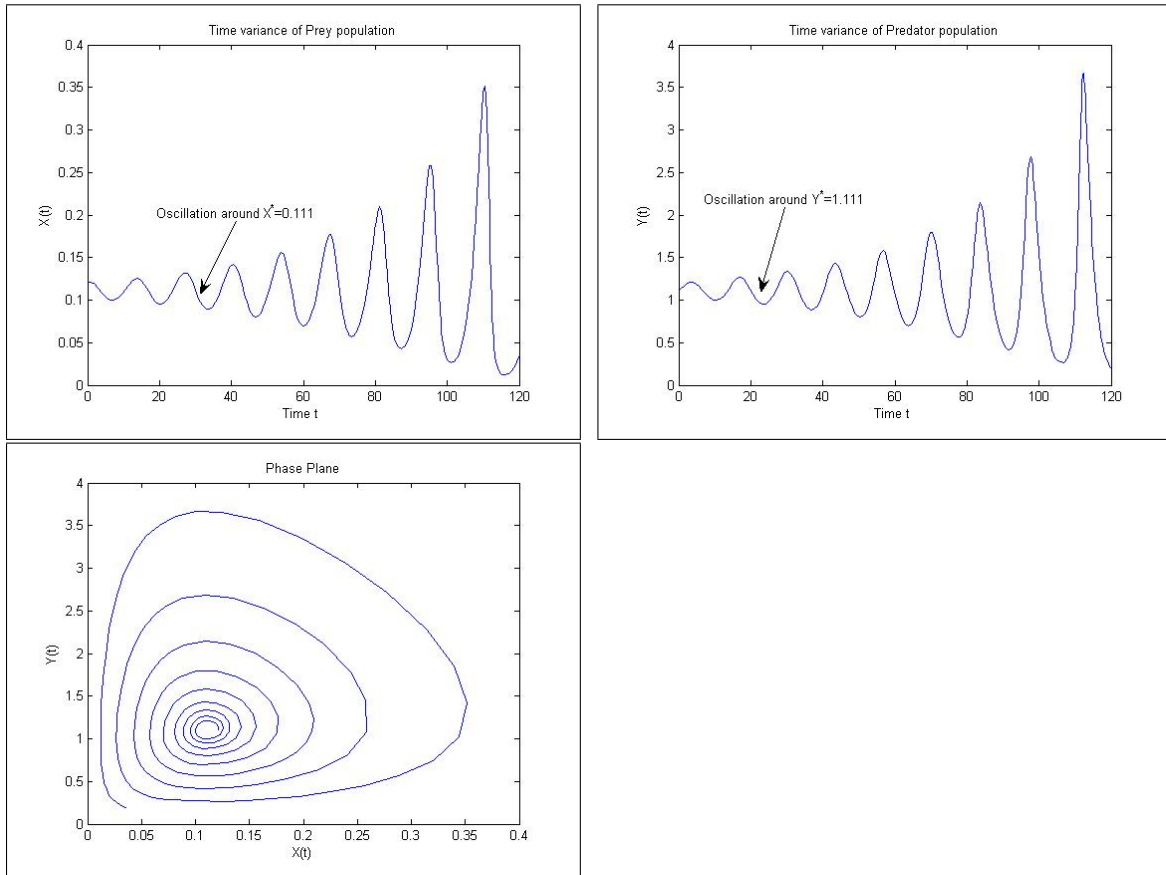 Time variance of Prey population
0.4
0.35
0.3
0.25
0.2
0.15
0.1
0.05
0
X(t)
Oscillation around X*=0.111
0 20 40 60 80 100 120
Time t
Time variance of Predator population
4
3.5
3
2.5
2
1.5
1
0.5
0
Y(t)
Oscillation around Y*=1.111
0 20 40 60 80 100 120
Time t
Phase Plane
4
3.5
3
2.5
2
1.5
1
0.5
0
Y(t)
0 0.05 0.1 0.15 0.2 0.25 0.3 0.35 0.4
X(t)